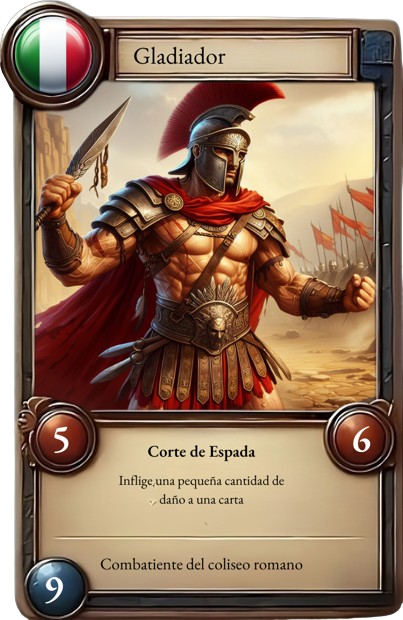 Gladiador
5
6
Corte de Espada
Inflige una pequeña cantidad de
daño a una carta
Combatiente del coliseo romano
9